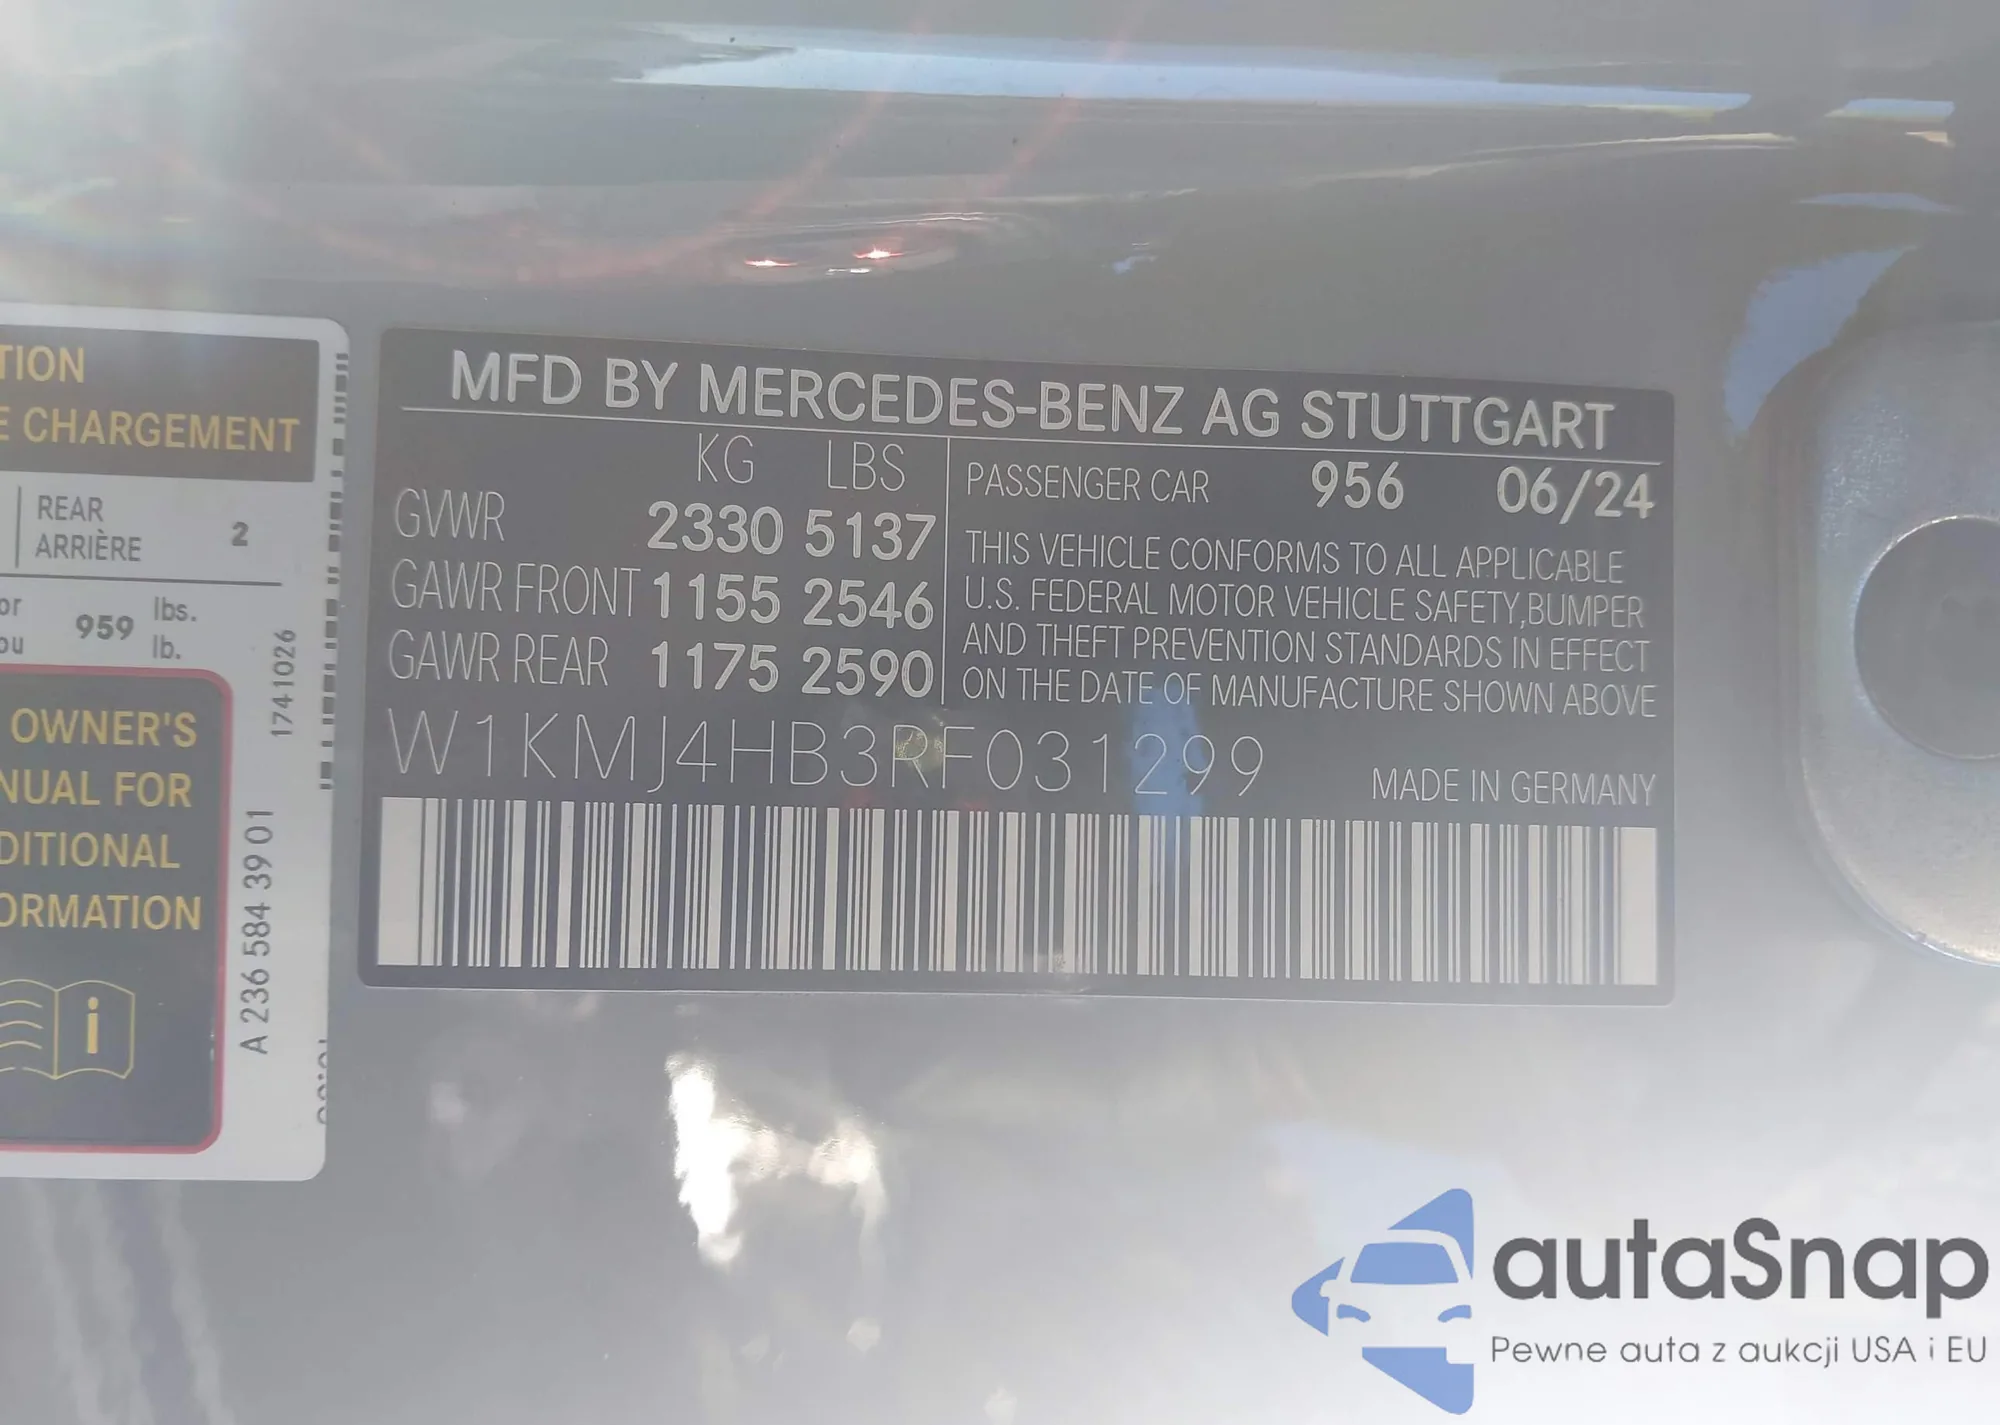 TION
E CHARGEMENT
REAR
ARRIÈRE
2
or
ou
959
lbs.
lb.
OWNER'S
NUAL FOR
DITIONAL
ORMATION
i
1741026
A 236 584 39 01
MFD BY MERCEDES-BENZ AG STUTTGART
KG LBS
GVWR 2330 5137
GAWR FRONT 1155 2546
GAWR REAR 1175 2590
PASSENGER CAR 956 06/24
THIS VEHICLE CONFORMS TO ALL APPLICABLE
U.S. FEDERAL MOTOR VEHICLE SAFETY,BUMPER
AND THEFT PREVENTION STANDARDS IN EFFECT
ON THE DATE OF MANUFACTURE SHOWN ABOVE
W1KMJ4HB3RF031299
MADE IN GERMANY
autaSnap
Pewne auta z aukcji USA i EU